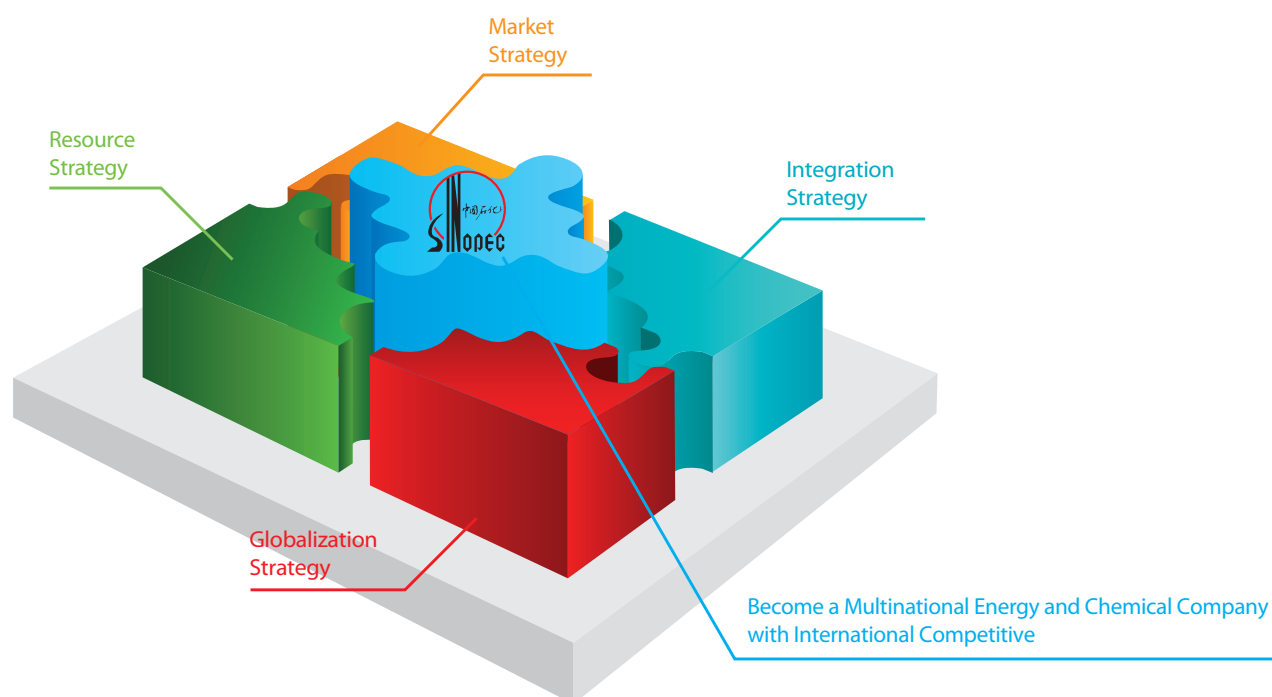 Market
Strategy
Resource
Strategy
Integration
Strategy
中国石化
SINOPEC
Globalization
Strategy
Become a Multinational Energy and Chemical Company
with International Competitive